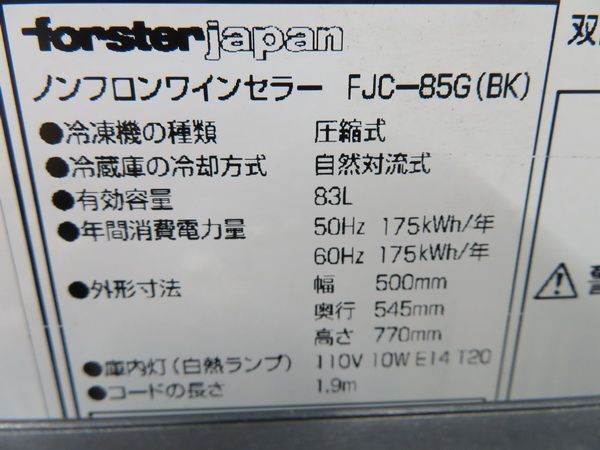 forster japan
ノンフロンワインセラー FJC-85G(BK)
●冷凍機の種類 圧縮式
●冷蔵庫の冷却方式 自然対流式
●有効容量 83L
●年間消費電力量 50Hz 175kWh/年
60Hz 175kWh/年
●外形寸法 幅 500mm
奥行 545mm
高さ 770mm
●庫内灯(白熱ランプ) 110V 10W E14 T20
●コードの長さ 1.9m
双